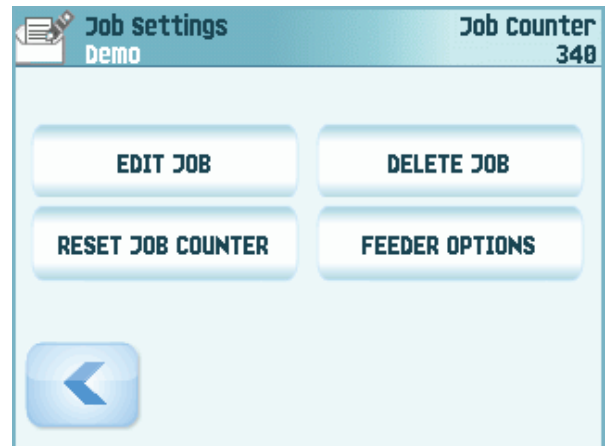 Job Settings
Demo
Job Counter
340
EDIT JOB
DELETE JOB
RESET JOB COUNTER
FEEDER OPTIONS